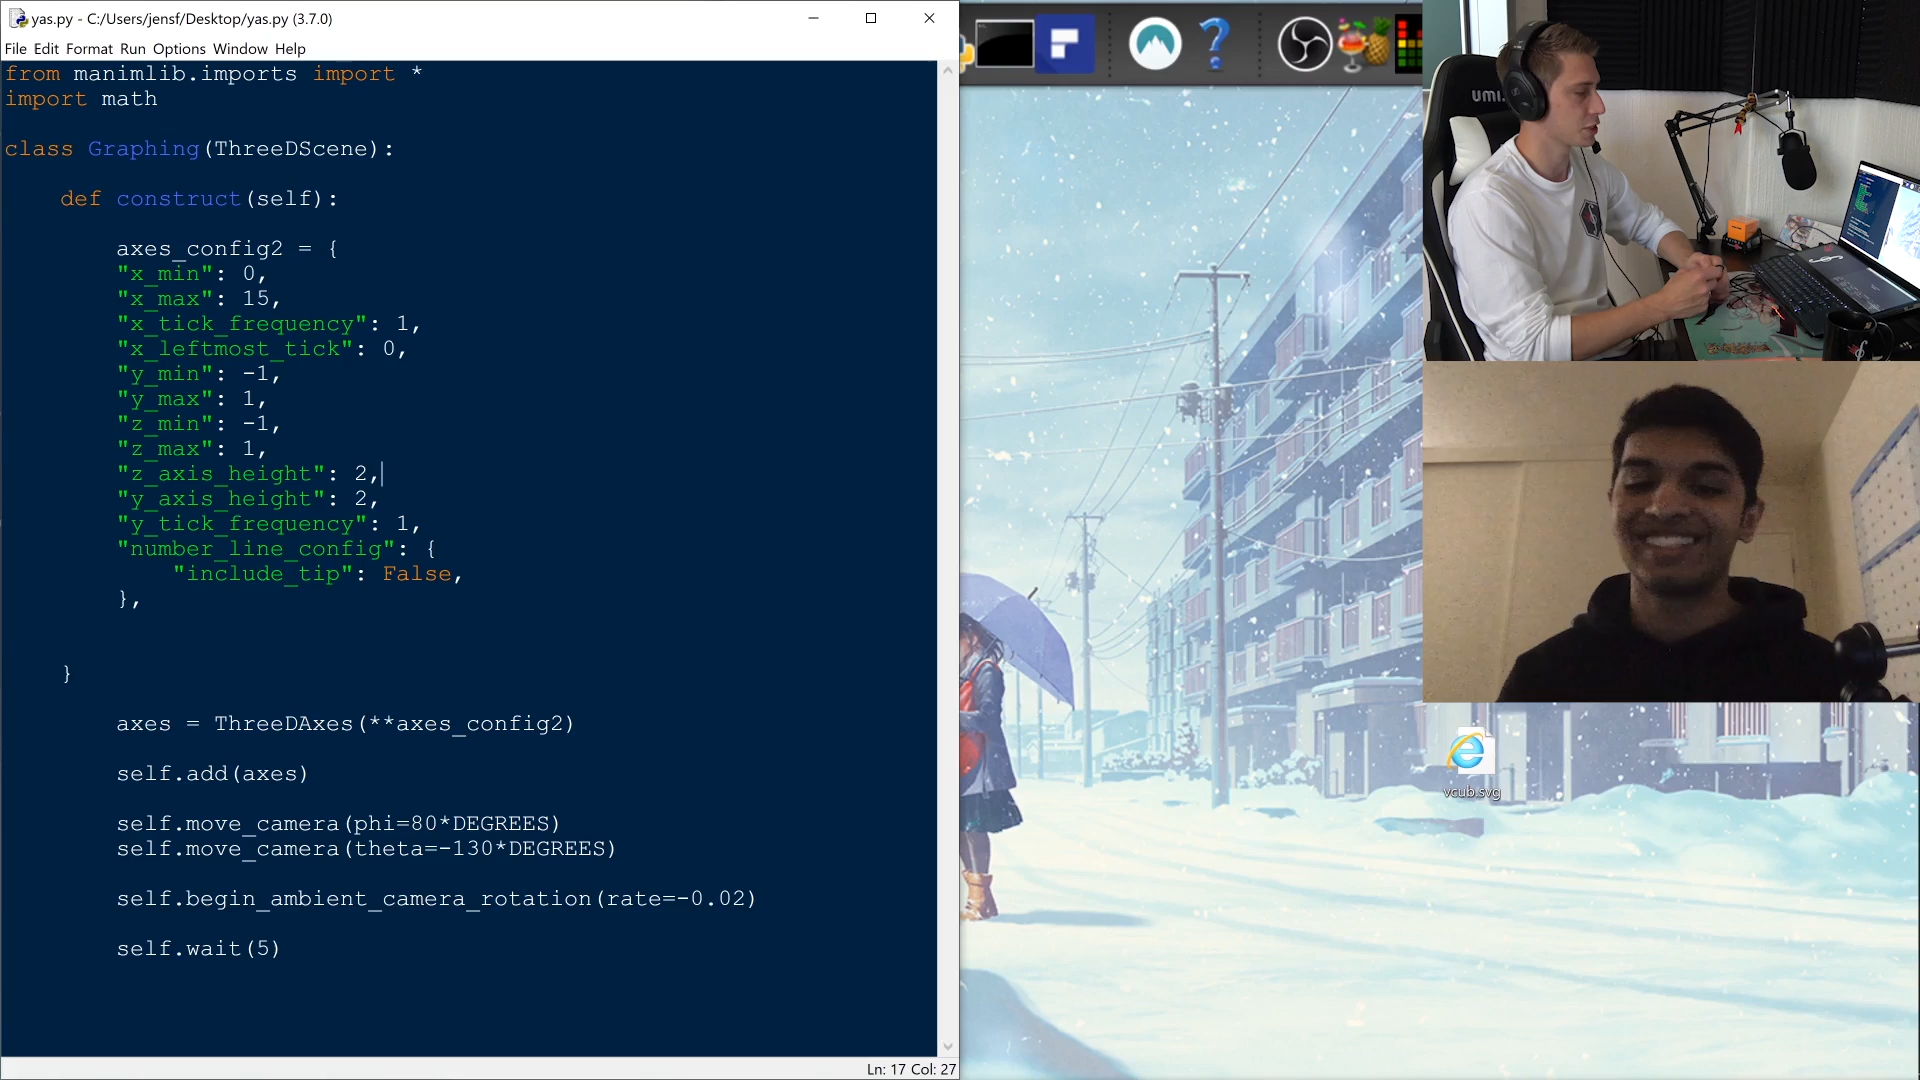 yas.py - C:/Users/jensf/Desktop/yas.py (3.7.0)
File Edit Format Run Options Window Help
from manimlib.imports import *
import math
class Graphing(ThreeDScene):
def construct(self):
axes_config2 = {
"x_min": 0,
"x_max": 15,
"x_tick_frequency": 1,
"x_leftmost_tick": 0,
"y_min": -1,
"y_max": 1,
"z_min": -1,
"z_max": 1,
"z_axis_height": 2,
"y_axis_height": 2,
"y_tick_frequency": 1,
"number_line_config": {
"include_tip": False,
},
}
axes = ThreeDAxes(**axes_config2)
self.add(axes)
self.move_camera(phi=80*DEGREES)
self.move_camera(theta=-130*DEGREES)
self.begin_ambient_camera_rotation(rate=-0.02)
self.wait(5)
Ln: 17 Col: 27
UMI.
vcub.svg